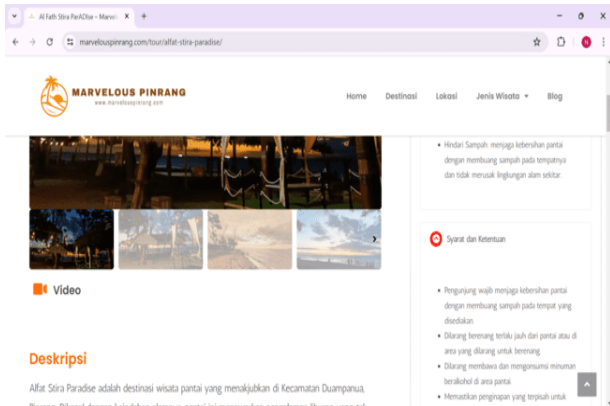 Al Fath Stira ParADIse – Marvel
marvelouspinrang.com/tour/alfat-stira-paradise/
N
MARVELOUS PINRANG
www.marvelouspinrang.com
Home Destinasi Lokasi Jenis Wisata Blog
Hindari Sampah: menjaga kebersihan pantai
dengan membuang sampah pada tempatnya
dan tidak merusak lingkungan alam sekitar.
Video
Deskripsi
Alfat Stira Paradise adalah destinasi wisata pantai yang menakjubkan di Kecamatan Duampanua,
Syarat dan Ketentuan
Pengunjung wajib menjaga kebersihan pantai
dengan membuang sampah pada tempat yang
disediakan.
Dilarang berenang terlalu jauh dari pantai atau di
area yang dilarang untuk berenang.
Dilarang membawa dan mengonsumsi minuman
beralkohol di area pantai.
Memastikan penginapan yang terpisah untuk